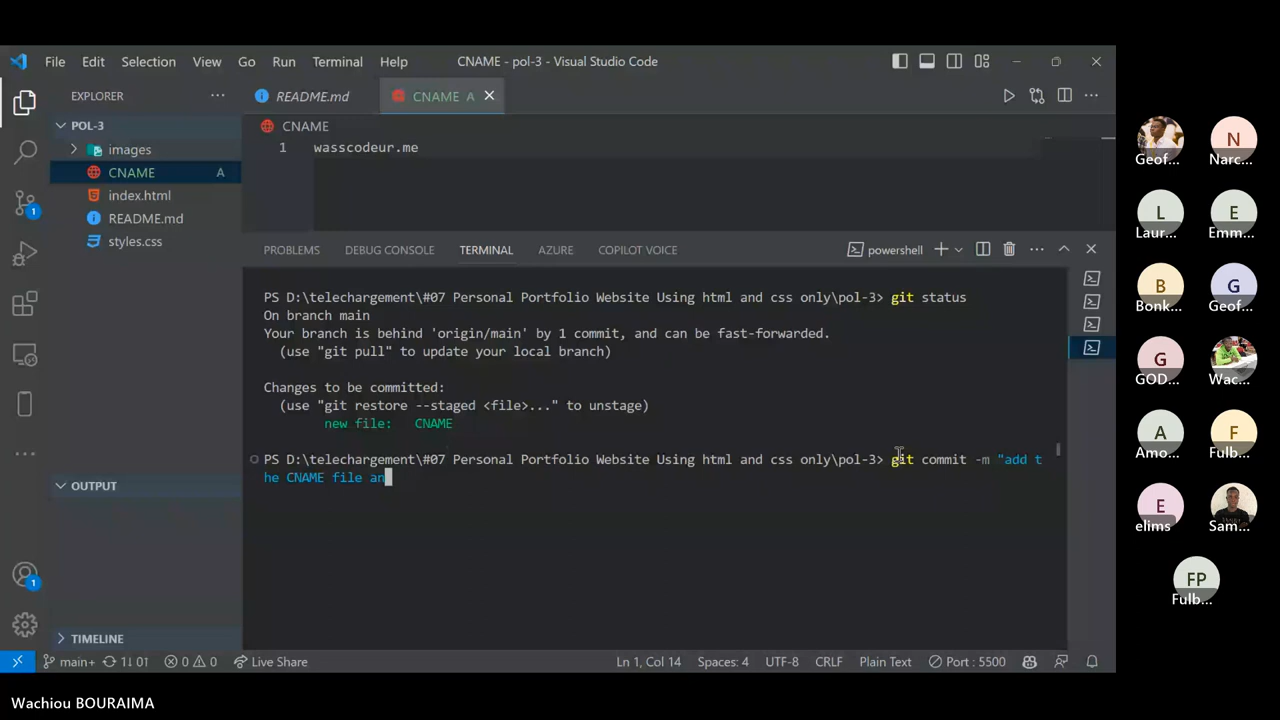 File Edit Selection View Go Run Terminal Help
CNAME - pol-3 - Visual Studio Code
EXPLORER
README.md
CNAME A
POL-3
images
CNAME A
index.html
README.md
styles.css
CNAME
1 wasscodeur.me
PROBLEMS DEBUG CONSOLE TERMINAL AZURE COPILOT VOICE
powershell
PS D:\telechargement\#07 Personal Portfolio Website Using html and css only\pol-3> git status
On branch main
Your branch is behind 'origin/main' by 1 commit, and can be fast-forwarded.
(use "git pull" to update your local branch)
Changes to be committed:
(use "git restore --staged <file>..." to unstage)
new file: CNAME
PS D:\telechargement\#07 Personal Portfolio Website Using html and css only\pol-3> git commit -m "add t
he CNAME file an
1
OUTPUT
1
TIMELINE
main+ 1↓ 0↑ 0 0 Live Share
Ln 1, Col 14 Spaces: 4 UTF-8 CRLF Plain Text Port : 5500
Geof...
N
Narc...
L
Laur...
E
Emm...
B
Bonk...
G
Geof...
G
GOD...
Wac...
A
Amo...
F
Fulb...
E
elims
Sam...
FP
Fulb...
Wachiou BOURAIMA